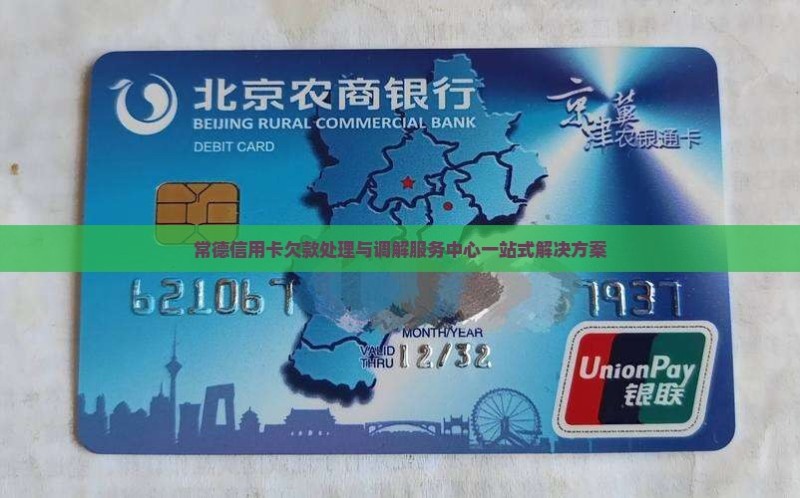 北京农商银行
BEIJING RURAL COMMERCIAL BANK
DEBIT CARD
京津冀
农银通卡
常德信用卡欠款处理与调解服务中心一站式解决方案
621067
7937
MONTH/YEAR
VALID THRU 12/32
UnionPay
银联